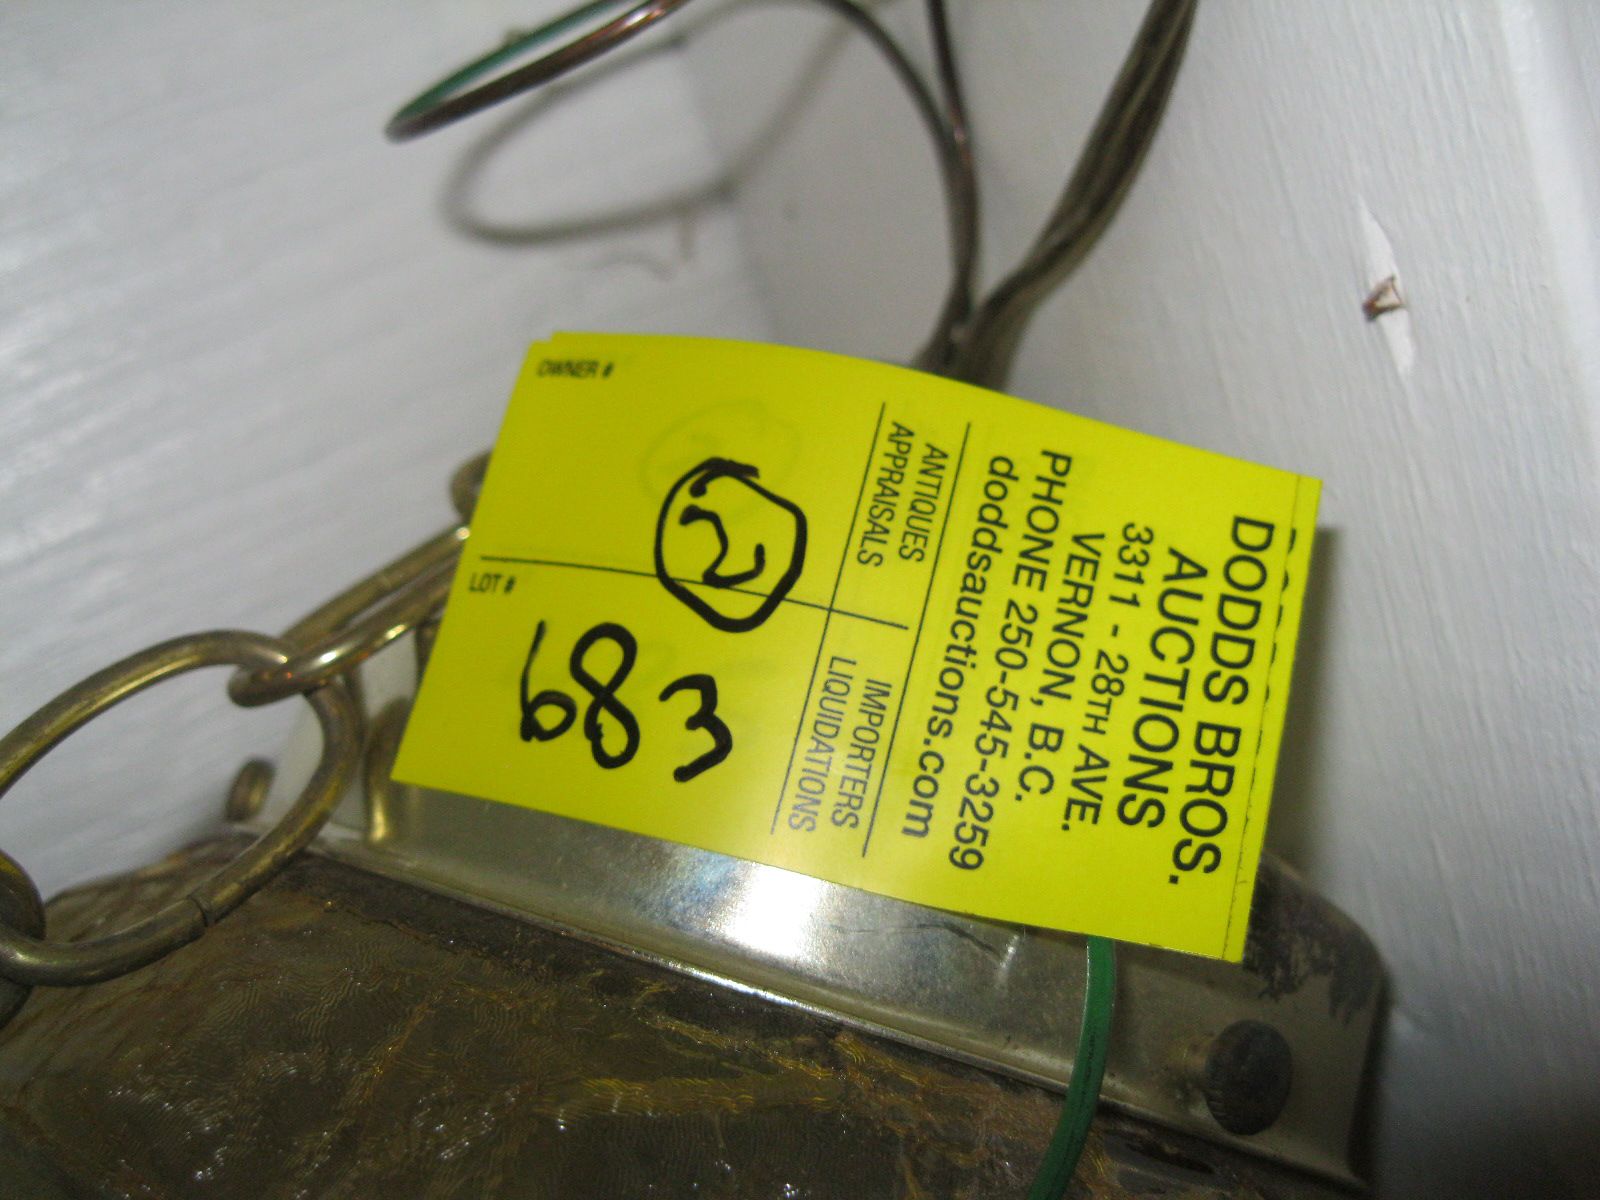 DODDS BROS.
AUCTIONS
3311 - 28TH AVE.
VERNON, B.C.
PHONE 250-545-3259
doddsauctions.com
ANTIQUES IMPORTERS
APPRAISALS LIQUIDATIONS
2
683
OWNER # LOT #